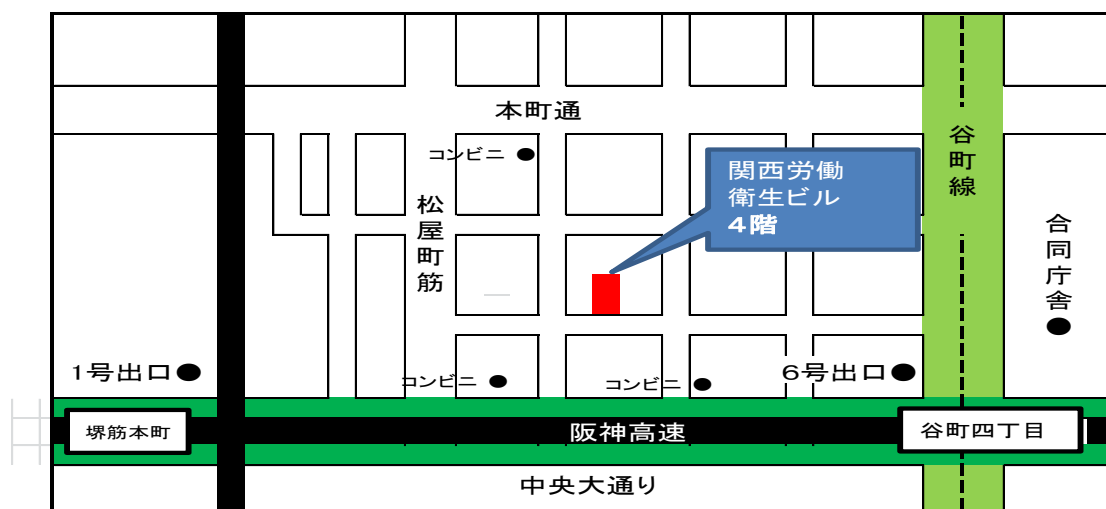 本町通
コンビニ
谷町線
関西労働
衛生ビル
4階
松屋町筋
合同庁舎
1号出口
コンビニ
コンビニ
6号出口
堺筋本町
阪神高速
谷町四丁目
中央大通り